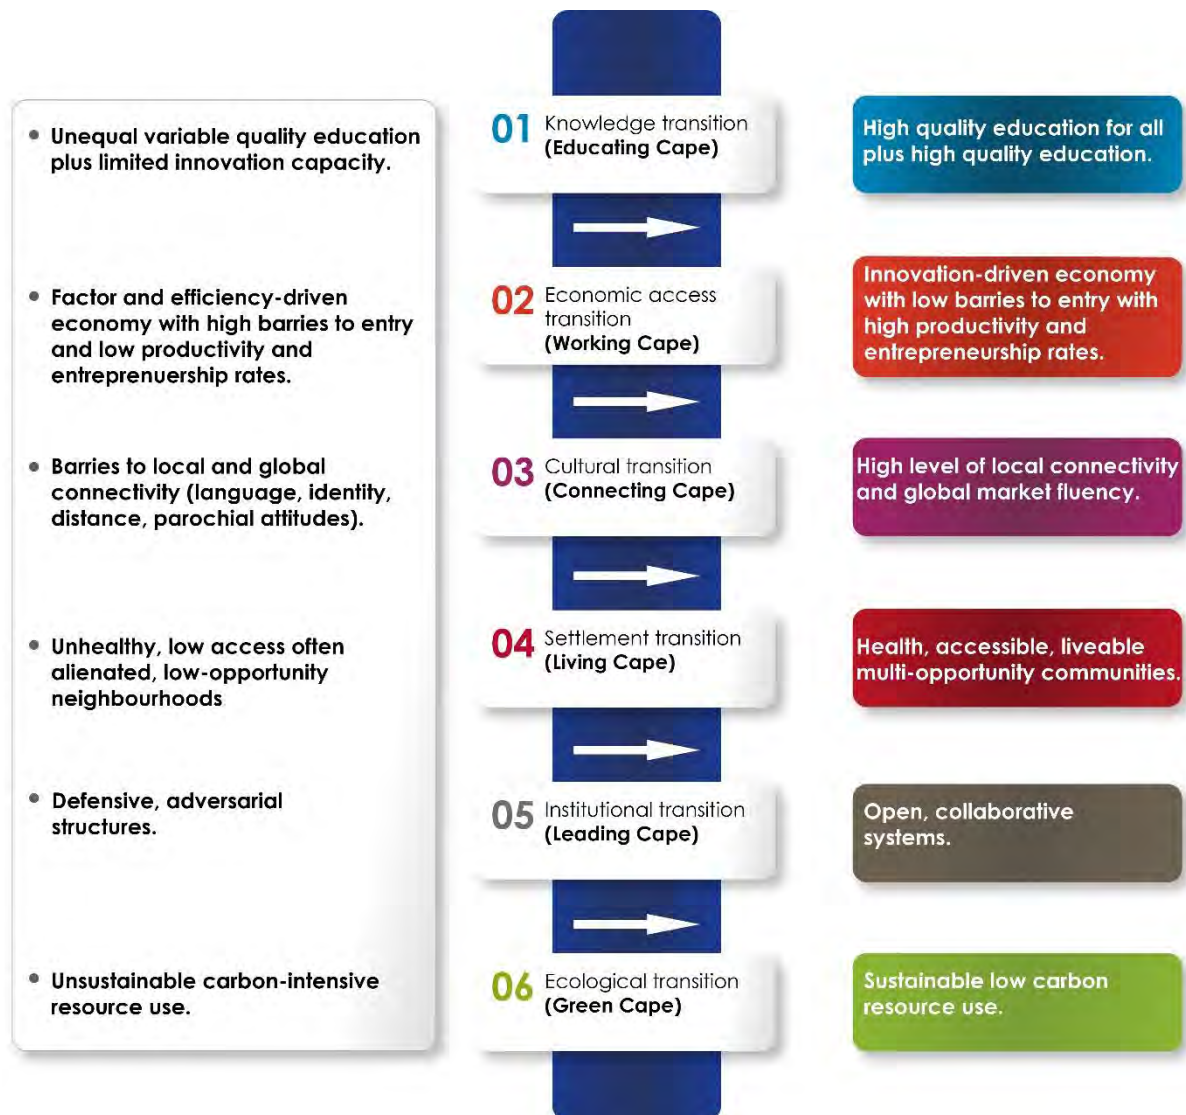 • Unequal variable quality education
plus limited innovation capacity.
01 Knowledge transition
(Educating Cape)
High quality education for all
plus high quality education.
• Factor and efficiency-driven
economy with high barries to entry
and low productivity and
entreprenuership rates.
02 Economic access
transition
(Working Cape)
Innovation-driven economy
with low barries to entry with
high productivity and
entrepreneurship rates.
• Barries to local and global
connectivity (language, identity,
distance, parochial attitudes).
03 Cultural transition
(Connecting Cape)
High level of local connectivity
and global market fluency.
• Unhealthy, low access often
alienated, low-opportunity
neighbourhoods
04 Settlement transition
(Living Cape)
Health, accessible, liveable
multi-opportunity communities.
• Defensive, adversarial
structures.
05 Institutional transition
(Leading Cape)
Open, collaborative
systems.
• Unsustainable carbon-intensive
resource use.
06 Ecological transition
(Green Cape)
Sustainable low carbon
resource use.